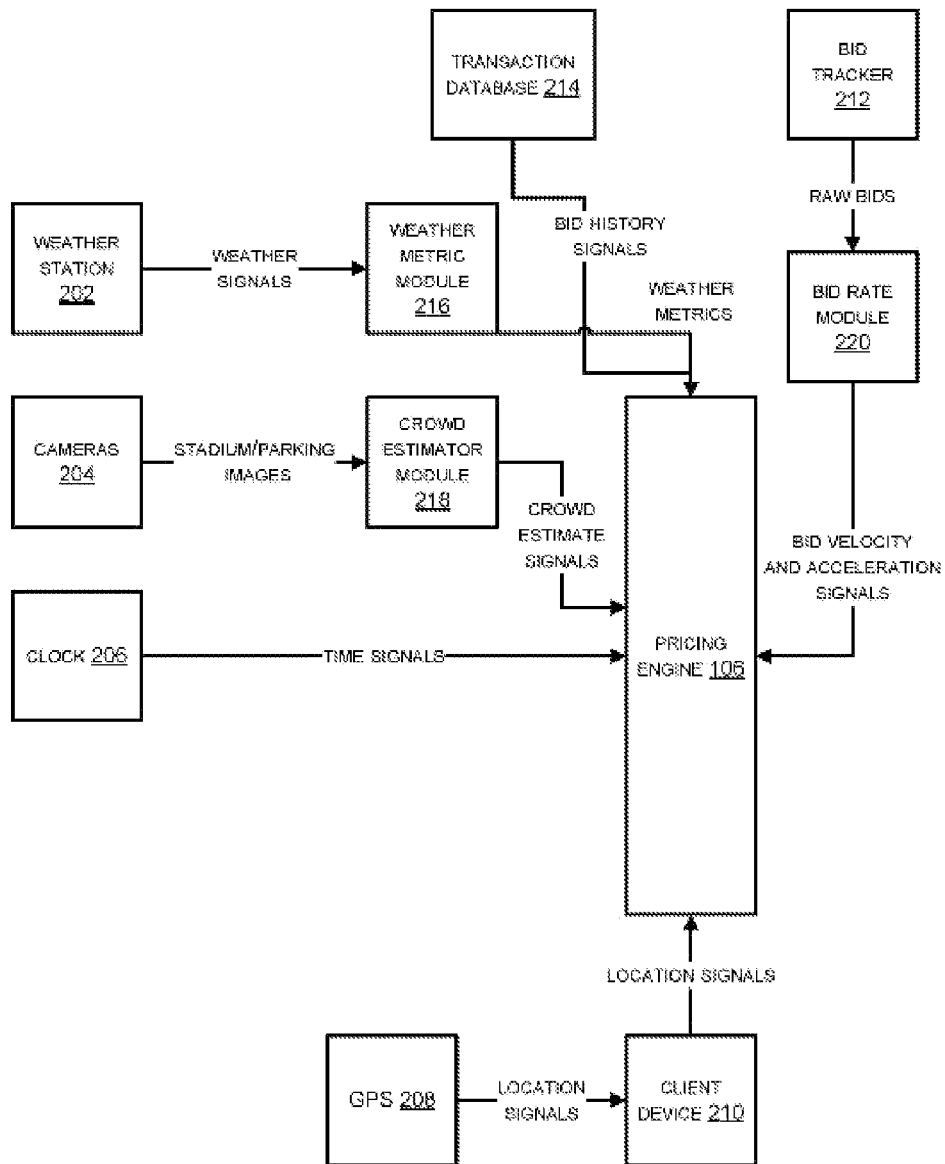 TRANSACTION
DATABASE 214
BID
TRACKER
212
RAW BIDS
WEATHER
STATION
202
WEATHER
SIGNALS
WEATHER
METRIC
MODULE
216
BID HISTORY
SIGNALS
WEATHER
METRICS
BID RATE
MODULE
220
CAMERAS
204
STADIUM/PARKING
IMAGES
CROWD
ESTIMATOR
MODULE
218
CROWD
ESTIMATE
SIGNALS
BID VELOCITY
AND ACCELERATION
SIGNALS
CLOCK 206
TIME SIGNALS
PRICING
ENGINE 106
LOCATION SIGNALS
GPS 208
LOCATION
SIGNALS
CLIENT
DEVICE 210